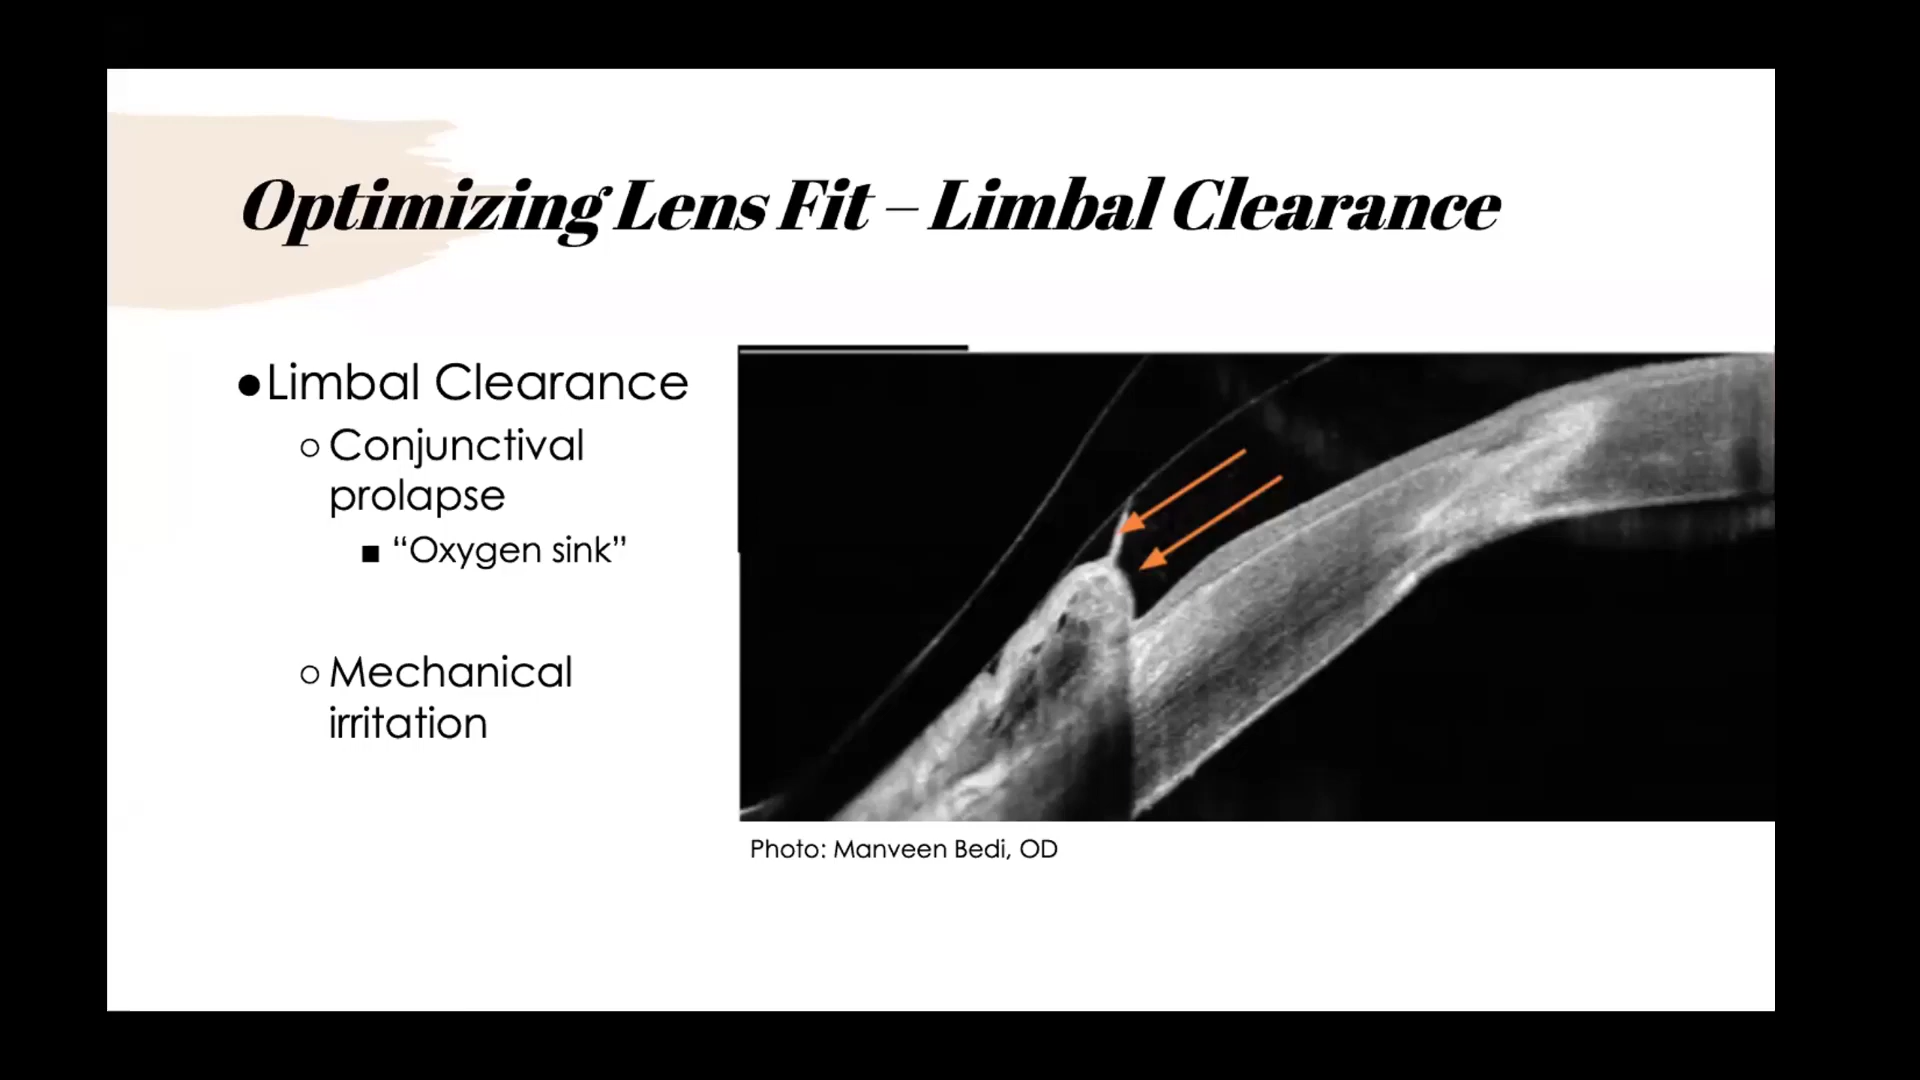 Optimizing Lens Fit – Limbal Clearance
●Limbal Clearance
○ Conjunctival
prolapse
■ “Oxygen sink”
○ Mechanical
irritation
Photo: Manveen Bedi, OD